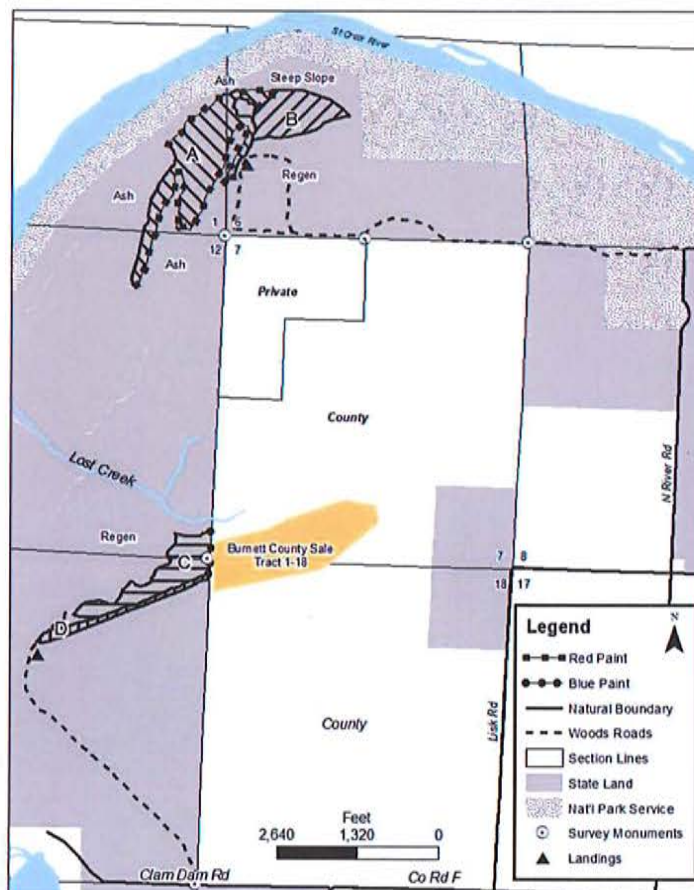 St Croix River
Ash
Steep Slope
B
A
Regen
Ash
1 6
12 7
Ash
Private
County
Lost Creek
N River Rd
Regen
C
Burnett County Sale
Tract 1-18
7 8
18 17
D
County
Lisk Rd
Legend
N
Red Paint
Blue Paint
Natural Boundary
Woods Roads
Section Lines
State Land
Nat'l Park Service
Survey Monuments
Landings
Feet
2,640 1,320 0
Clam Dam Rd
Co Rd F